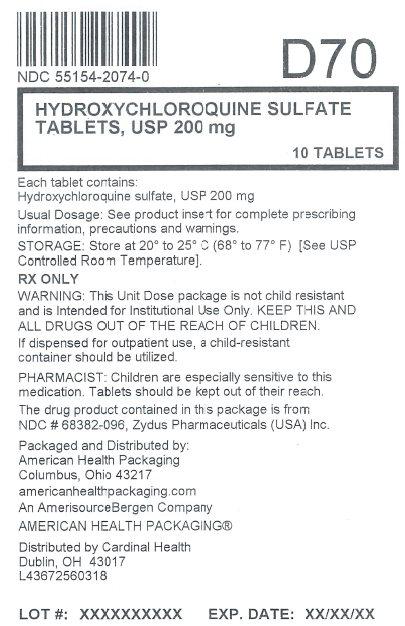 D70
NDC 55154-2074-0
HYDROXYCHLOROQUINE SULFATE
TABLETS, USP 200 mg
10 TABLETS
Each tablet contains:
Hydroxychloroquine sulfate, USP 200 mg
Usual Dosage: See product insert for complete prescribing
information, precautions and warnings.
STORAGE: Store at 20° to 25° C (68° to 77° F) [See USP
Controlled Room Temperature].
RX ONLY
WARNING: This Unit Dose package is not child resistant
and is Intended for Institutional Use Only. KEEP THIS AND
ALL DRUGS OUT OF THE REACH OF CHILDREN.
If dispensed for outpatient use, a child-resistant
container should be utilized.
PHARMACIST: Children are especially sensitive to this
medication. Tablets should be kept out of their reach.
The drug product contained in this package is from
NDC # 68382-096, Zydus Pharmaceuticals (USA) Inc.
Packaged and Distributed by:
American Health Packaging
Columbus, Ohio 43217
americanhealthpackaging.com
An AmerisourceBergen Company
AMERICAN HEALTH PACKAGING®
Distributed by Cardinal Health
Dublin, OH 43017
L43672560318
LOT #: XXXXXXXXXX EXP. DATE: XX/XX/XX